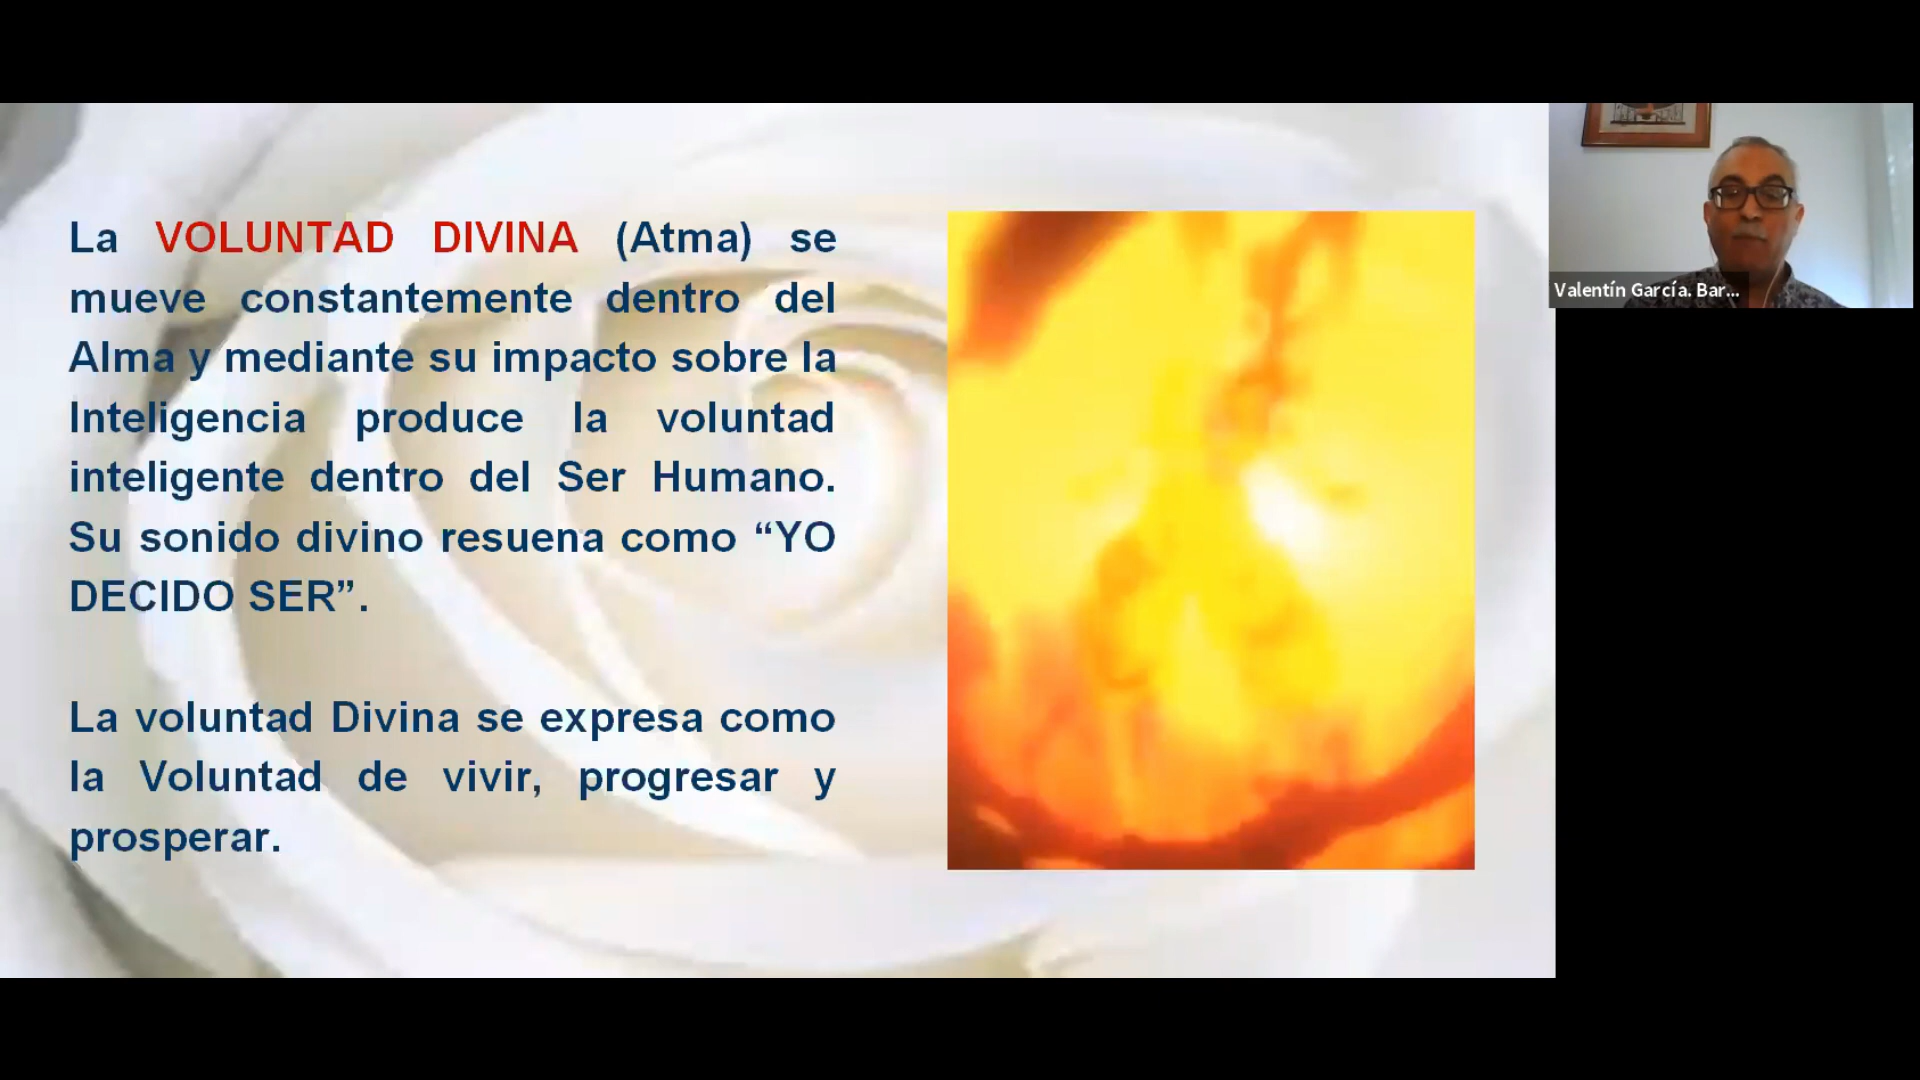 La VOLUNTAD DIVINA (Atma) se
mueve constantemente dentro del
Alma y mediante su impacto sobre la
Inteligencia produce la voluntad
inteligente dentro del Ser Humano.
Su sonido divino resuena como “YO
DECIDO SER”.
La voluntad Divina se expresa como
la Voluntad de vivir, progresar y
prosperar.
Valentín García. Bar...